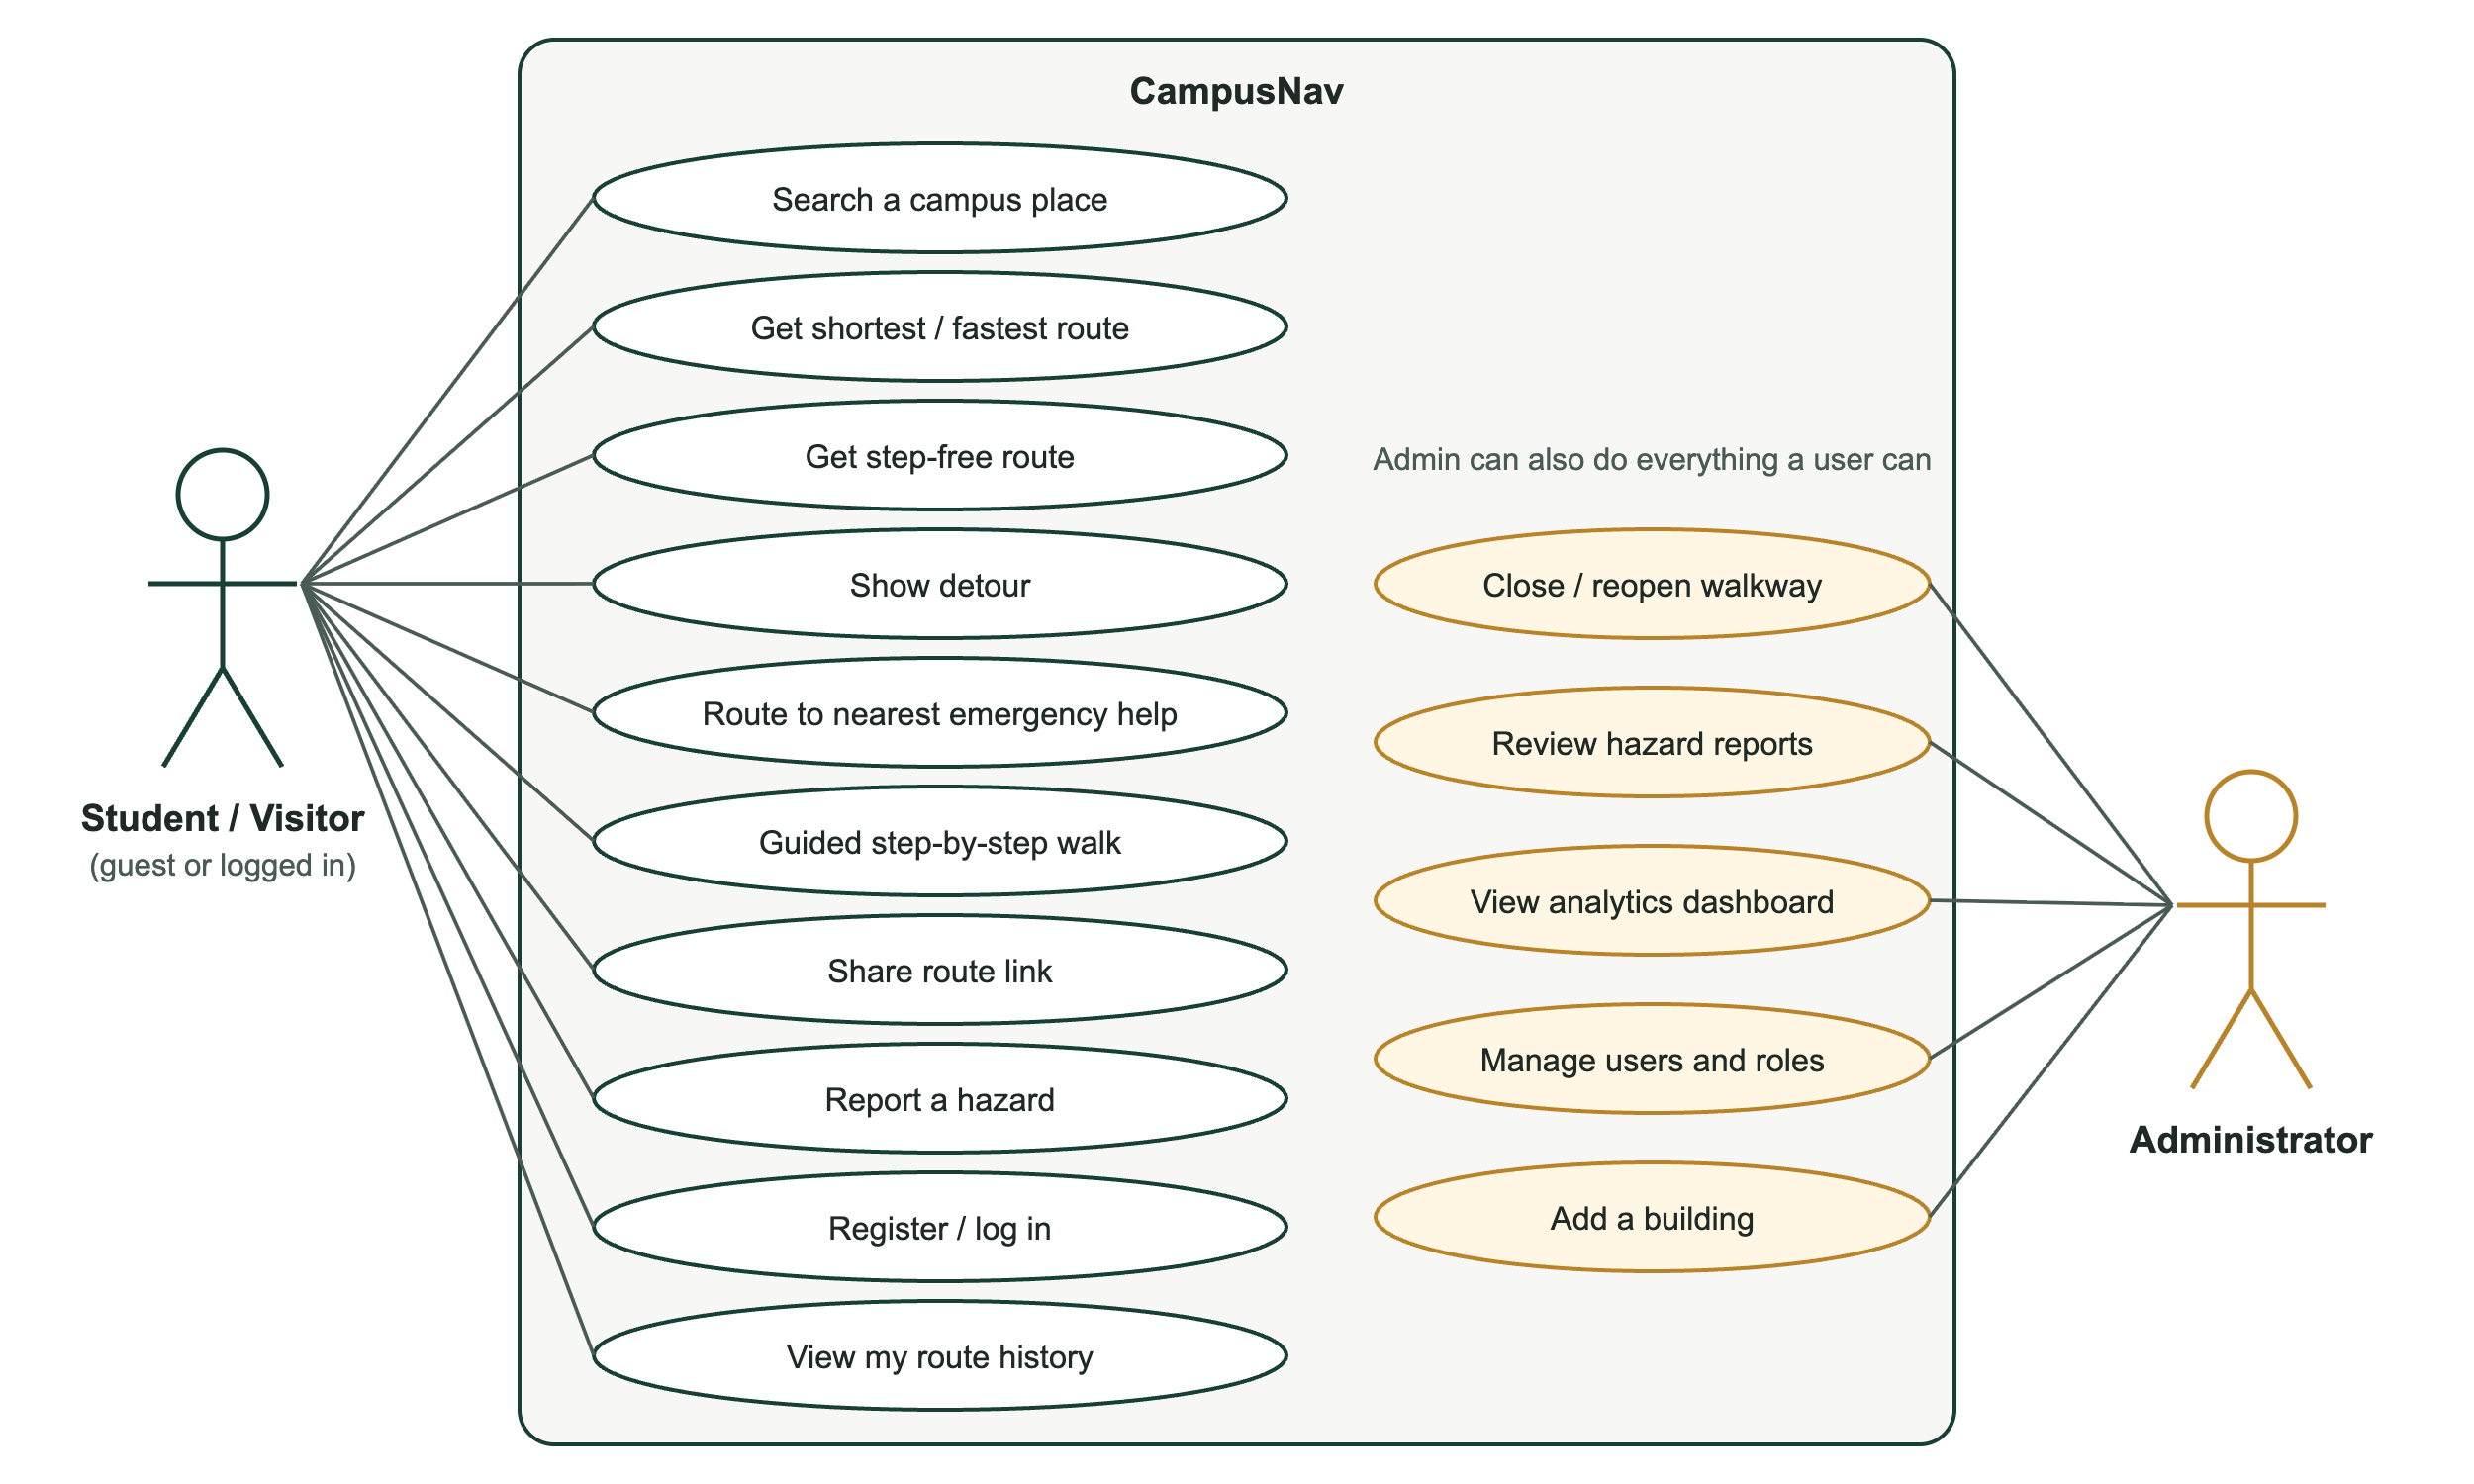 CampusNav
Search a campus place
Get shortest / fastest route
Get step-free route
Admin can also do everything a user can
Show detour
Close / reopen walkway
Route to nearest emergency help
Review hazard reports
Student / Visitor
(guest or logged in)
Guided step-by-step walk
View analytics dashboard
Share route link
Manage users and roles
Report a hazard
Administrator
Register / log in
Add a building
View my route history